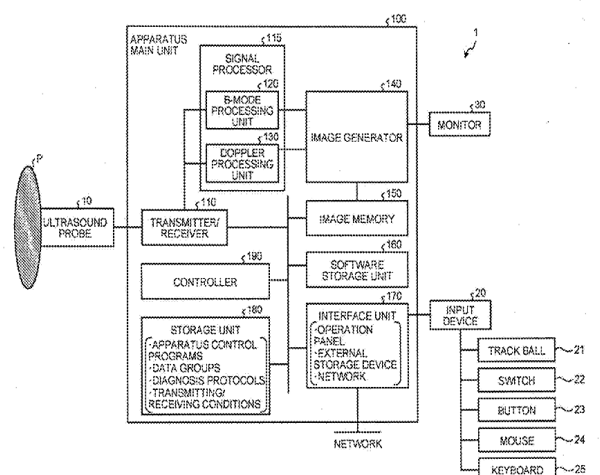 100
APPARATUS
MAIN UNIT
115
SIGNAL
PROCESSOR
120
B-MODE
PROCESSING
UNIT
130
DOPPLER
PROCESSING
UNIT
140
IMAGE GENERATOR
1
30
MONITOR
P
10
ULTRASOUND
PROBE
110
TRANSMITTER/
RECEIVER
150
IMAGE MEMORY
160
SOFTWARE
STORAGE UNIT
190
CONTROLLER
180
STORAGE UNIT
·APPARATUS CONTROL
PROGRAMS
·DATA GROUPS
·DIAGNOSIS PROTOCOLS
·TRANSMITTING/
RECEIVING CONDITIONS
170
INTERFACE UNIT
·OPERATION
PANEL
·EXTERNAL
STORAGE DEVICE
·NETWORK
NETWORK
20
INPUT
DEVICE
TRACK BALL
21
SWITCH
22
BUTTON
23
MOUSE
24
KEYBOARD
25